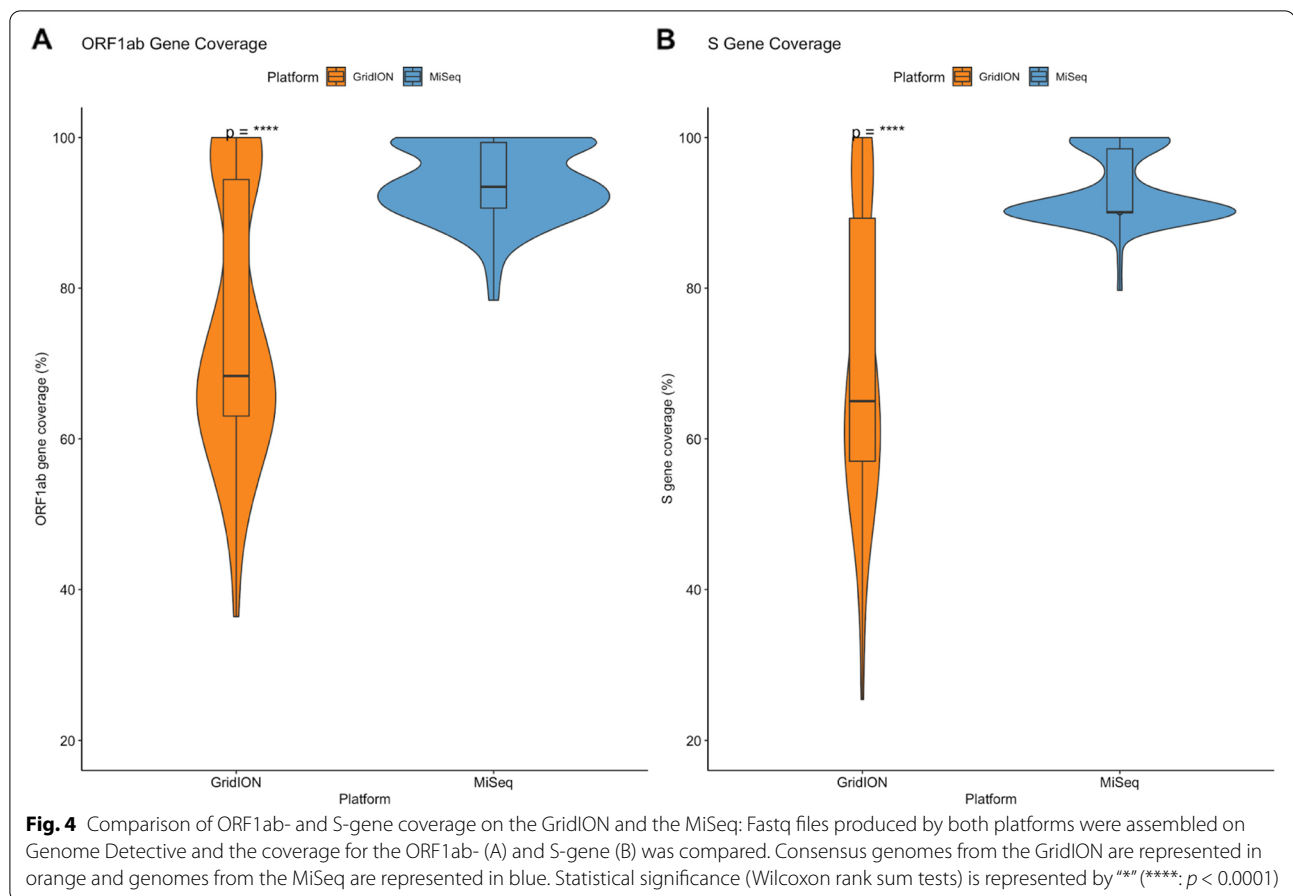 A ORF1ab Gene Coverage
Platform GridION MiSeq
p = ****
100
80
60
40
20
ORF1ab gene coverage (%)
GridION MiSeq
Platform
B S Gene Coverage
Platform GridION MiSeq
p = ****
100
80
60
40
20
S gene coverage (%)
GridION MiSeq
Platform
Fig. 4 Comparison of ORF1ab- and S-gene coverage on the GridION and the MiSeq: Fastq files produced by both platforms were assembled on
Genome Detective and the coverage for the ORF1ab- (A) and S-gene (B) was compared. Consensus genomes from the GridION are represented in
orange and genomes from the MiSeq are represented in blue. Statistical significance (Wilcoxon rank sum tests) is represented by “*” (****: p < 0.0001)